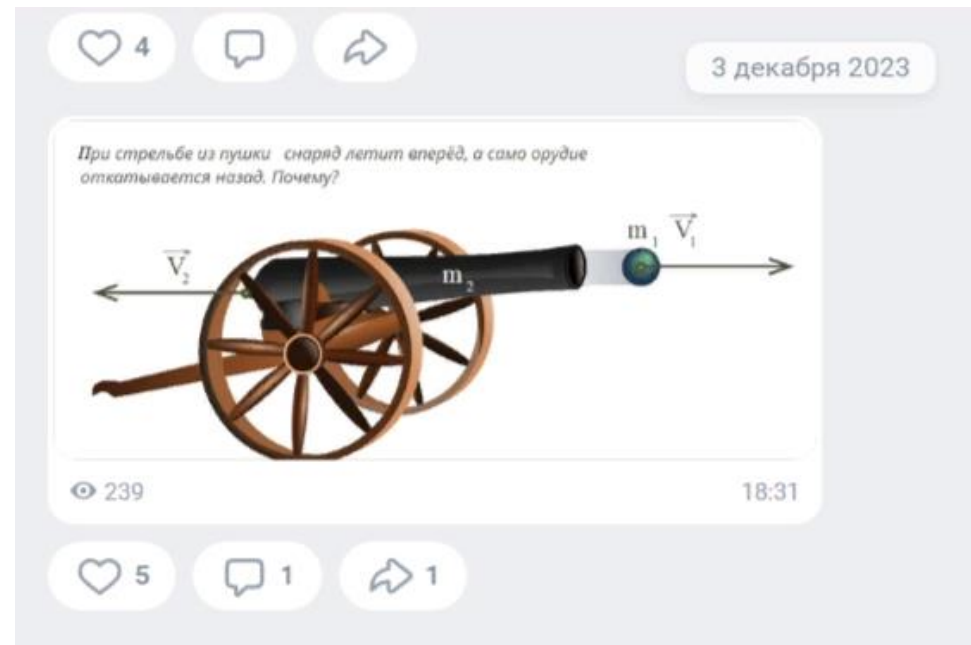 4
3 декабря 2023
При стрельбе из пушки снаряд летит вперёд, а само орудие
откатывается назад. Почему?
m₁ V₁
V₂
m₂
239
18:31
5 1 1